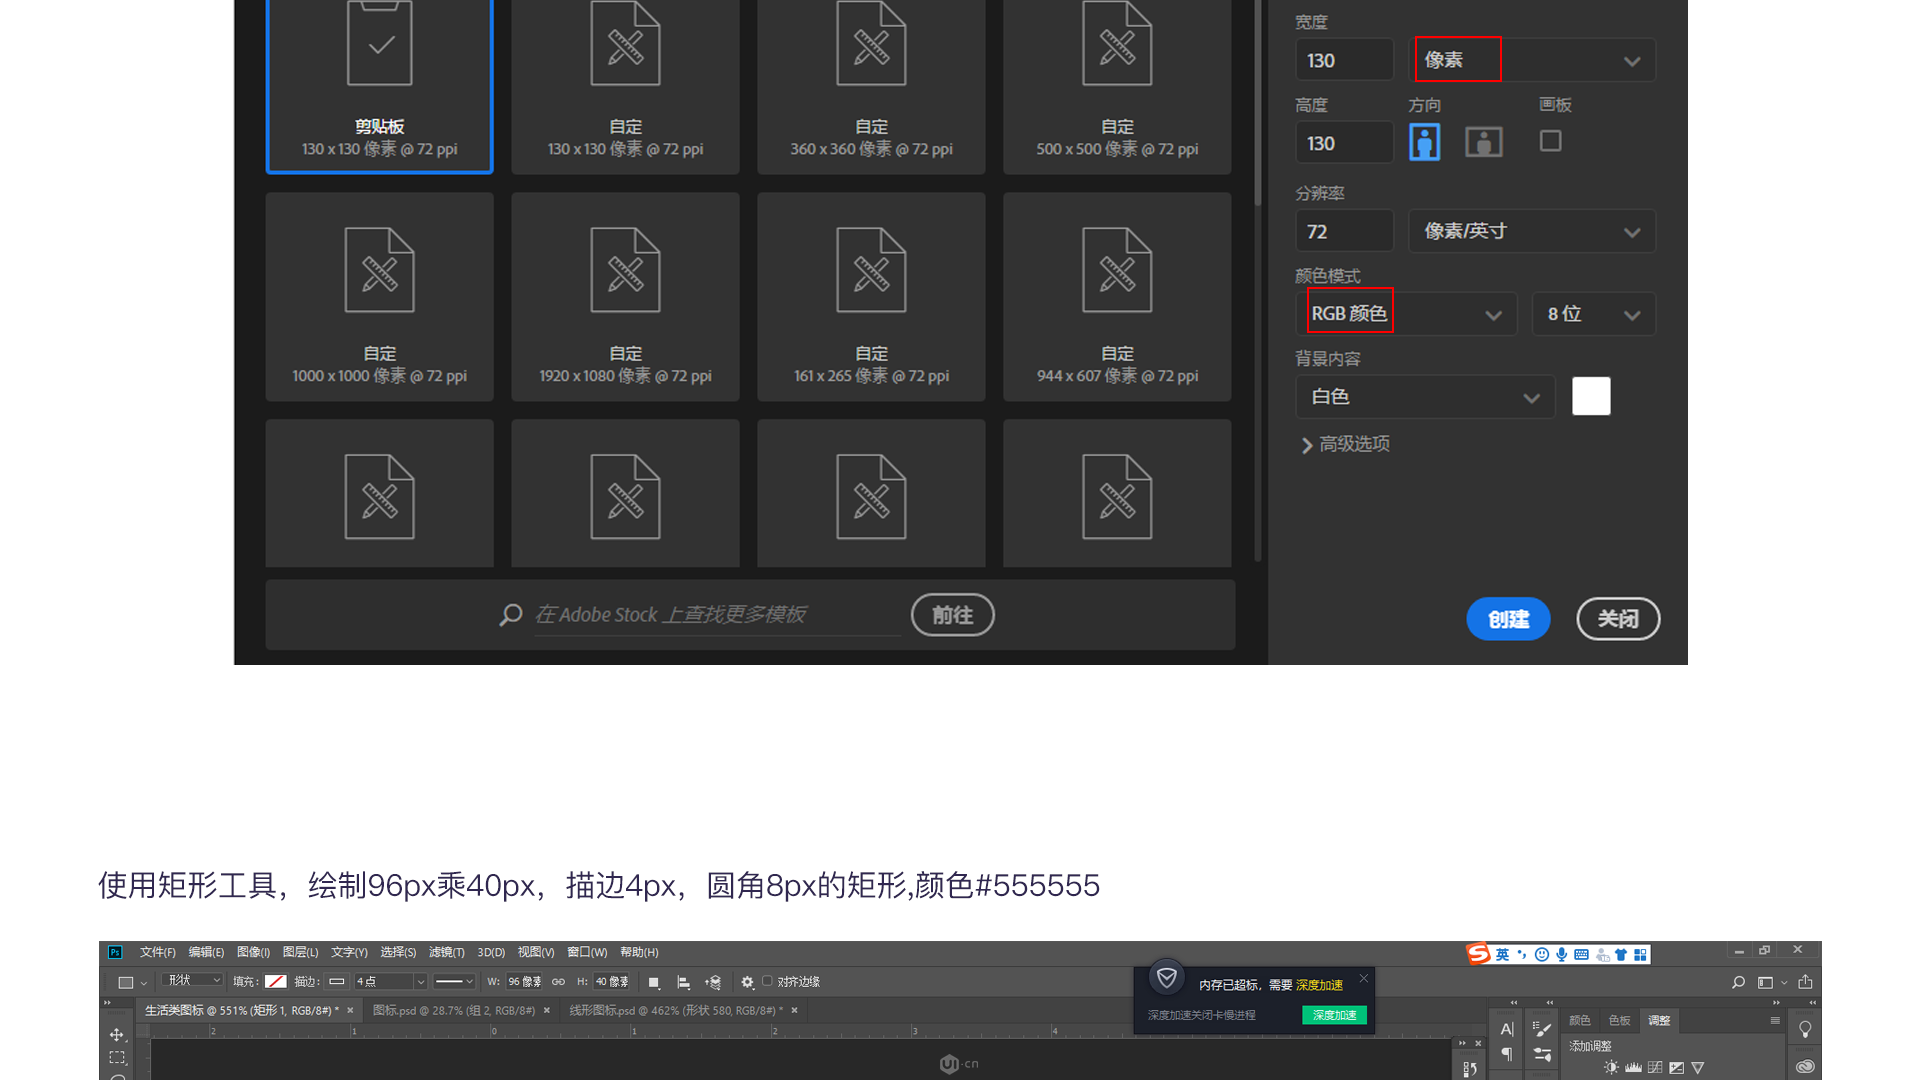 宽度
130 像素
高度 方向 画板
130
分辨率
72 像素/英寸
颜色模式
RGB 颜色 8 位
背景内容
白色
高级选项
剪贴板
130 x 130 像素 @ 72 ppi
自定
130 x 130 像素 @ 72 ppi
自定
360 x 360 像素 @ 72 ppi
自定
500 x 500 像素 @ 72 ppi
自定
1000 x 1000 像素 @ 72 ppi
自定
1920 x 1080 像素 @ 72 ppi
自定
161 x 265 像素 @ 72 ppi
自定
944 x 607 像素 @ 72 ppi
在 Adobe Stock 上查找更多模板 前往
创建 关闭
使用矩形工具，绘制96px乘40px，描边4px，圆角8px的矩形,颜色#555555
Ps 文件(F) 编辑(E) 图像(I) 图层(L) 文字(Y) 选择(S) 滤镜(T) 3D(D) 视图(V) 窗口(W) 帮助(H)
S 英
形状 填充: 描边: 4点 W: 96 像素 H: 40 像素 对齐边缘
内存已超标，需要 深度加速
深度加速关闭卡慢进程 深度加速
生活类图标 @ 551% (矩形 1, RGB/8#) * × 图标.psd @ 28.7% (组 2, RGB/8#) × 线形图标.psd @ 462% (形状 580, RGB/8#) * ×
2 1 0 1 2 3 4
颜色 色板 调整
添加调整
UI·cn